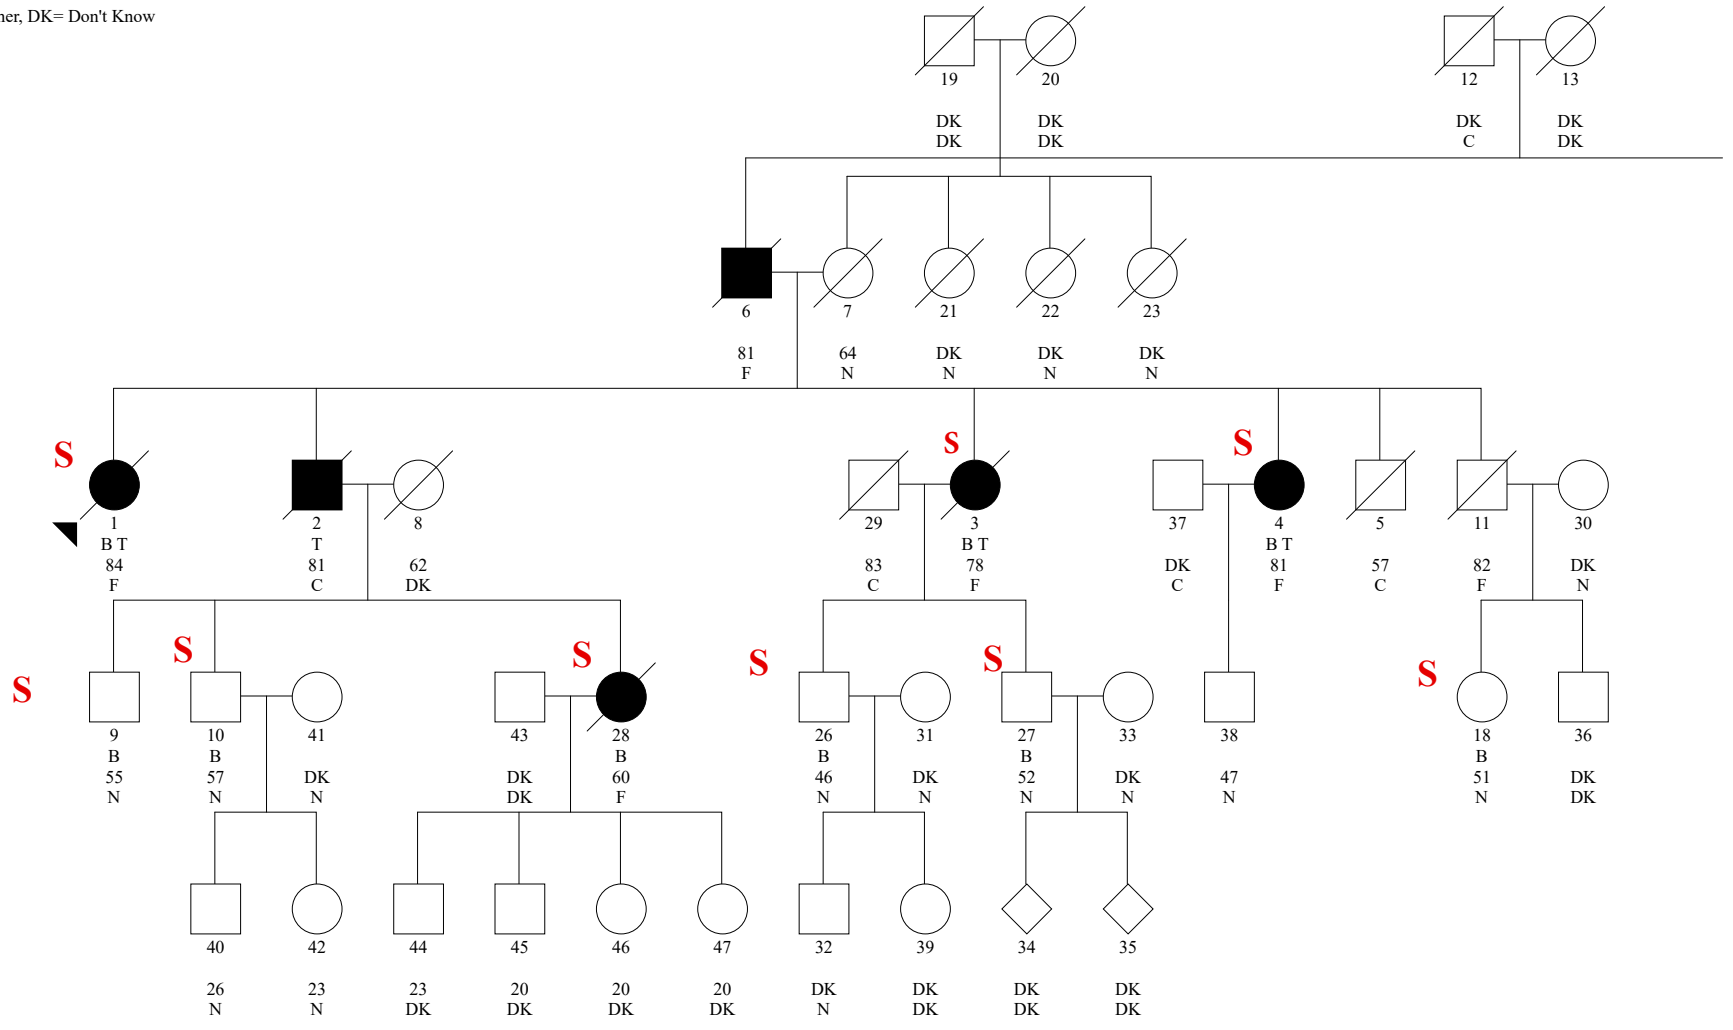 ner, DK= Don't Know
19 20 12 13
DK DK DK DK
DK DK C DK
6 7 21 22 23
81 64 DK DK DK
F N N N N
S S S
1 2 8 29 3 37 4 5 11 30
B T T B T B T
84 81 62 83 78 DK 81 57 82 DK
F C DK C F C F C F N
S S S S S S
9 10 41 43 28 26 31 27 33 38 18 36
B B B B B B
55 57 DK DK 60 46 DK 52 DK 47 51 DK
N N N DK F N N N N N N DK
40 42 44 45 46 47 32 39 34 35
26 23 23 20 20 20 DK DK DK DK
N N DK DK DK DK N DK DK DK